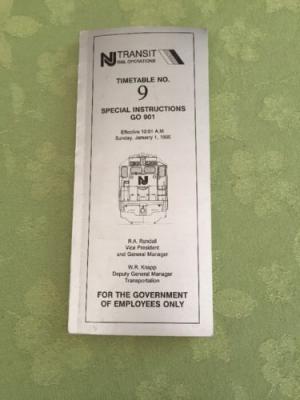 NJ TRANSIT
RAIL OPERATIONS
TIMETABLE NO.
9
SPECIAL INSTRUCTIONS
GO 901
Effective 12:01 A.M
Sunday, January 1, 1995
NJ
R.A. Randall
Vice President
and General Manager
W.R. Knapp
Deputy General Manager
Transportation
FOR THE GOVERNMENT
OF EMPLOYEES ONLY